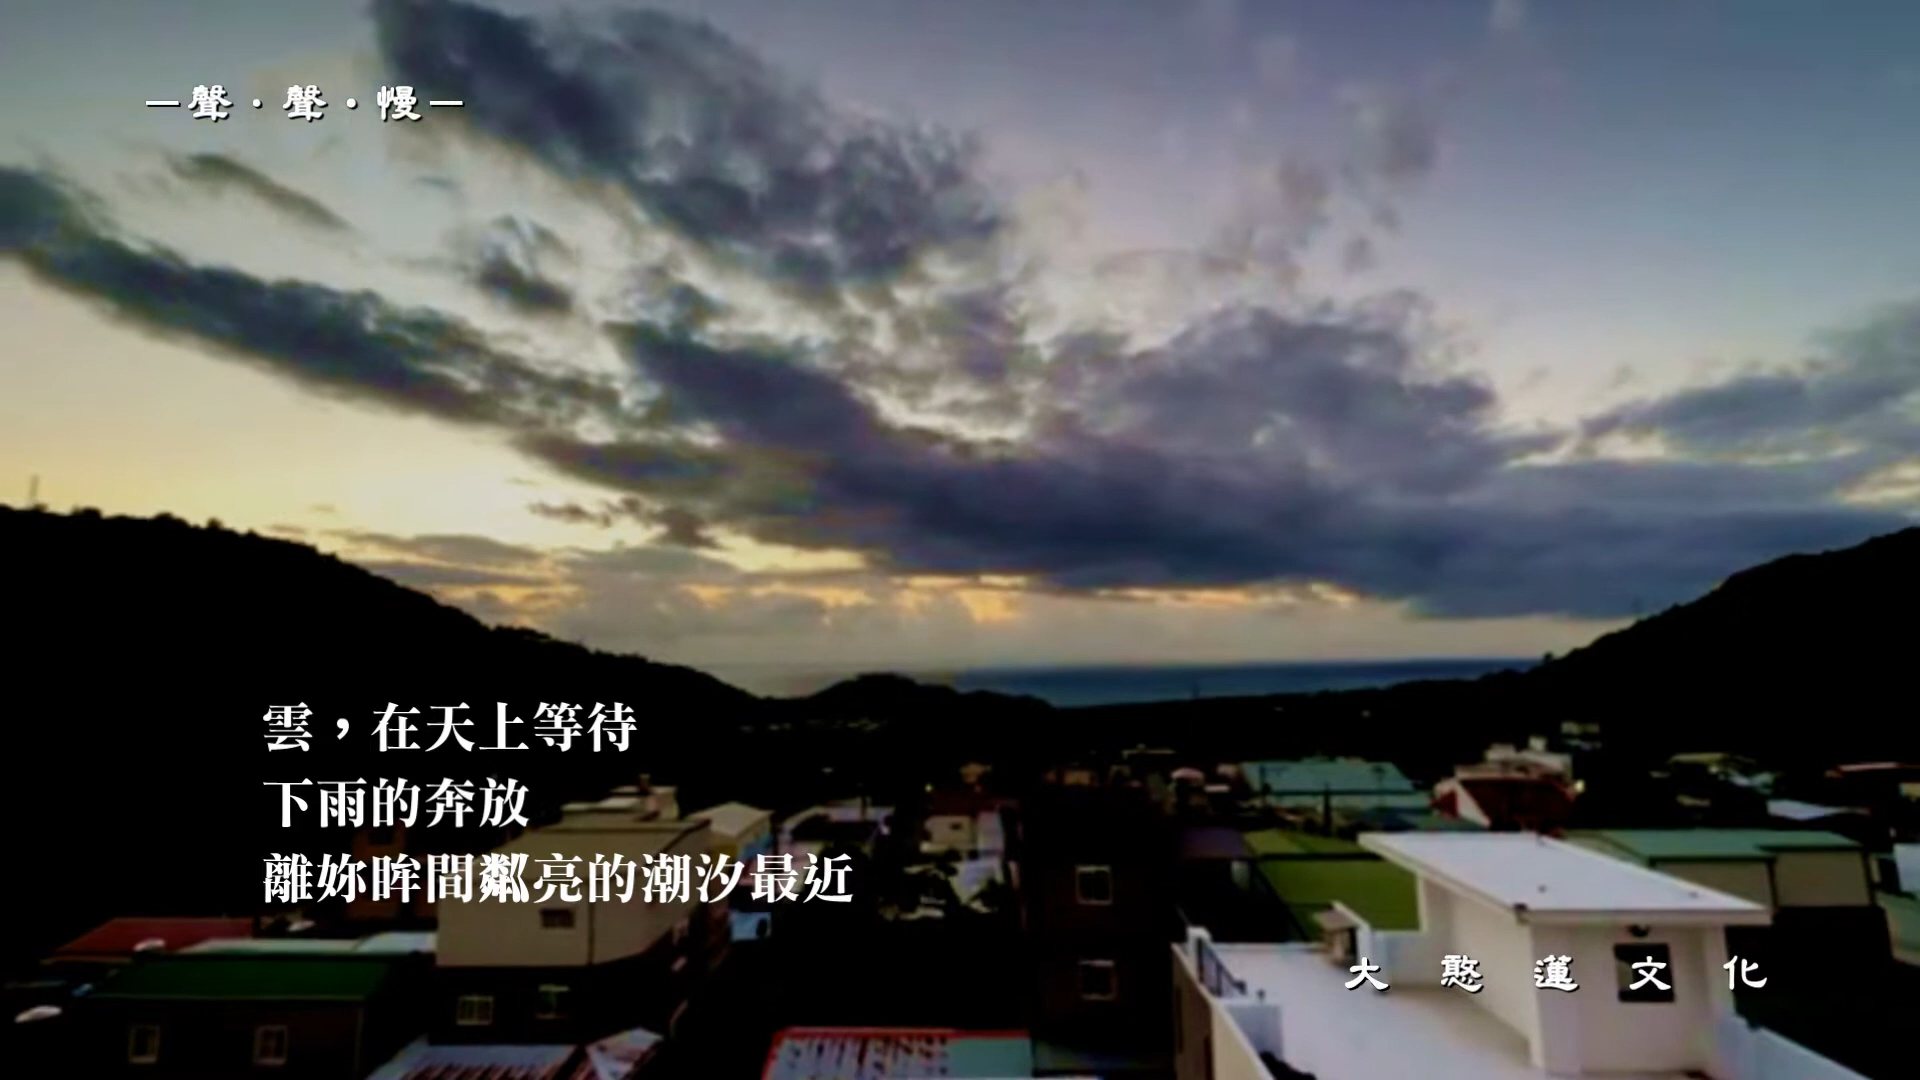 —聲·聲·慢—
雲，在天上等待
下雨的奔放
離妳眸間粼亮的潮汐最近
大憨蓮文化